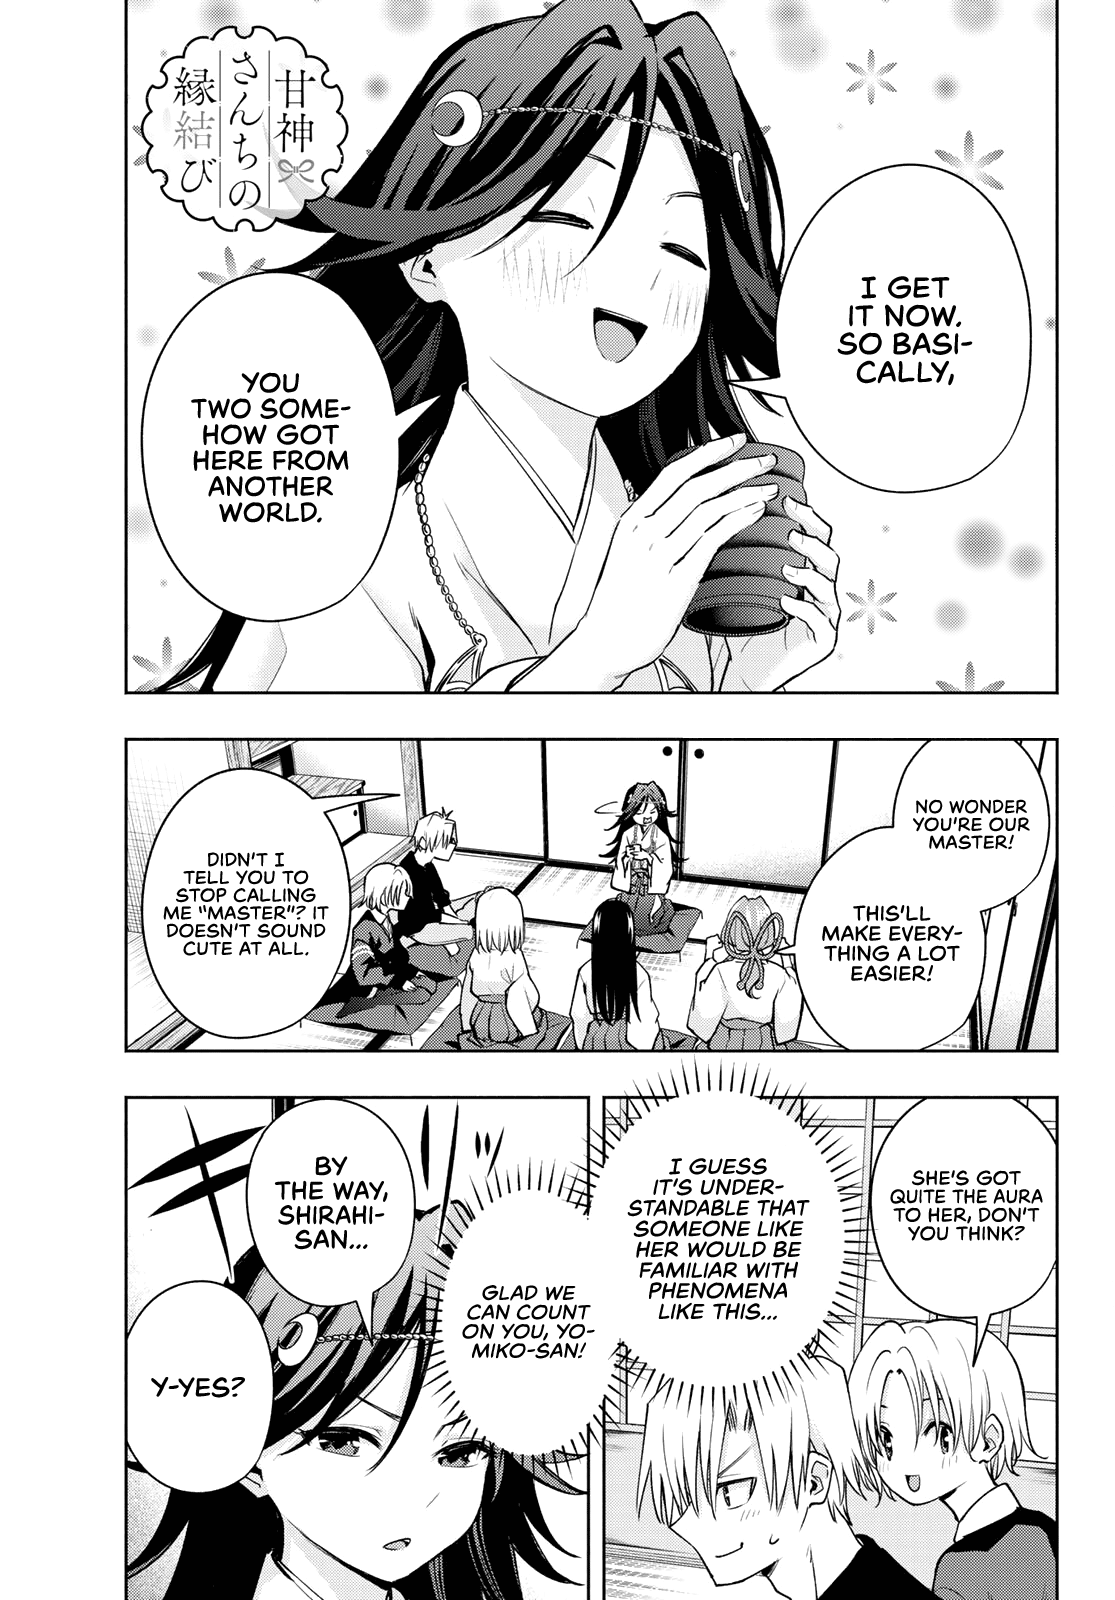 甘神
さんちの
縁結び
I GET
IT NOW.
SO BASI-
CALLY,
YOU
TWO SOME-
HOW GOT
HERE FROM
ANOTHER
WORLD.
NO WONDER
YOU'RE OUR
MASTER!
THIS'LL
MAKE EVERY-
THING A LOT
EASIER!
DIDN'T I
TELL YOU TO
STOP CALLING
ME "MASTER"? IT
DOESN'T SOUND
CUTE AT ALL.
SHE'S GOT
QUITE THE AURA
TO HER, DON'T
YOU THINK?
I GUESS
IT'S UNDER-
STANDABLE THAT
SOMEONE LIKE
HER WOULD BE
FAMILIAR WITH
PHENOMENA
LIKE THIS...
GLAD WE
CAN COUNT
ON YOU, YO-
MIKO-SAN!
BY
THE WAY,
SHIRAHI-
SAN...
Y-YES?